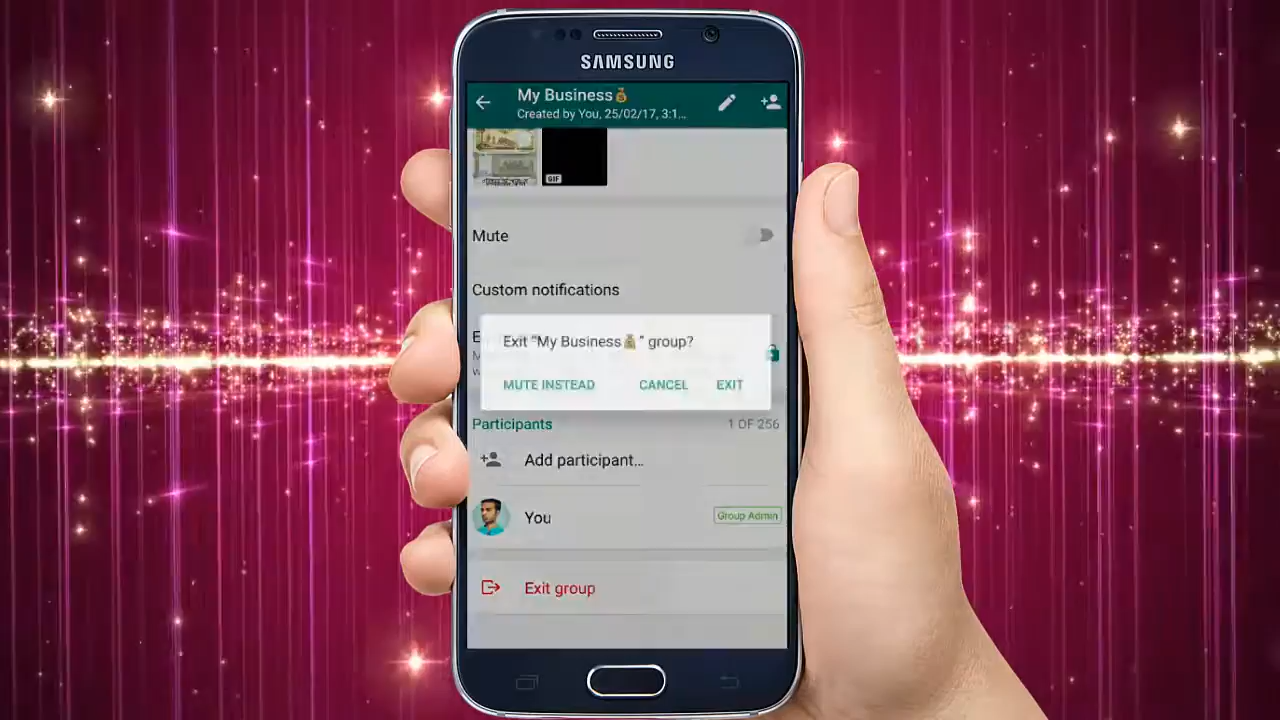 SAMSUNG
My Business💰
Created by You, 25/02/17, 3:1...
GIF
Mute
Custom notifications
Exit "My Business💰" group?
MUTE INSTEAD CANCEL EXIT
Participants 1 OF 256
Add participant...
You Group Admin
Exit group